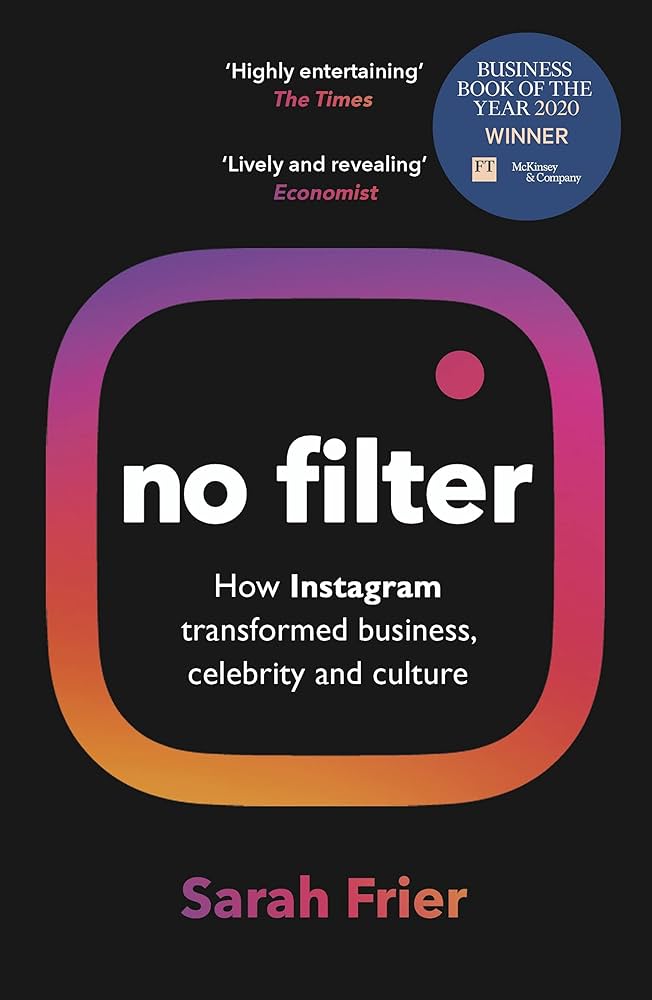 ‘Highly entertaining’
The Times
‘Lively and revealing’
Economist
BUSINESS
BOOK OF THE
YEAR 2020
WINNER
FT
McKinsey
& Company
no filter
How Instagram
transformed business,
celebrity and culture
Sarah Frier